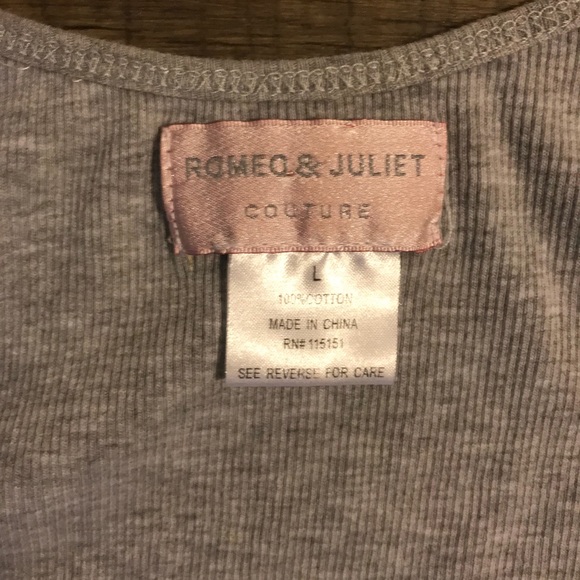 ROMEO & JULIET
COUTURE
L
100% COTTON
MADE IN CHINA
RN# 115151
SEE REVERSE FOR CARE